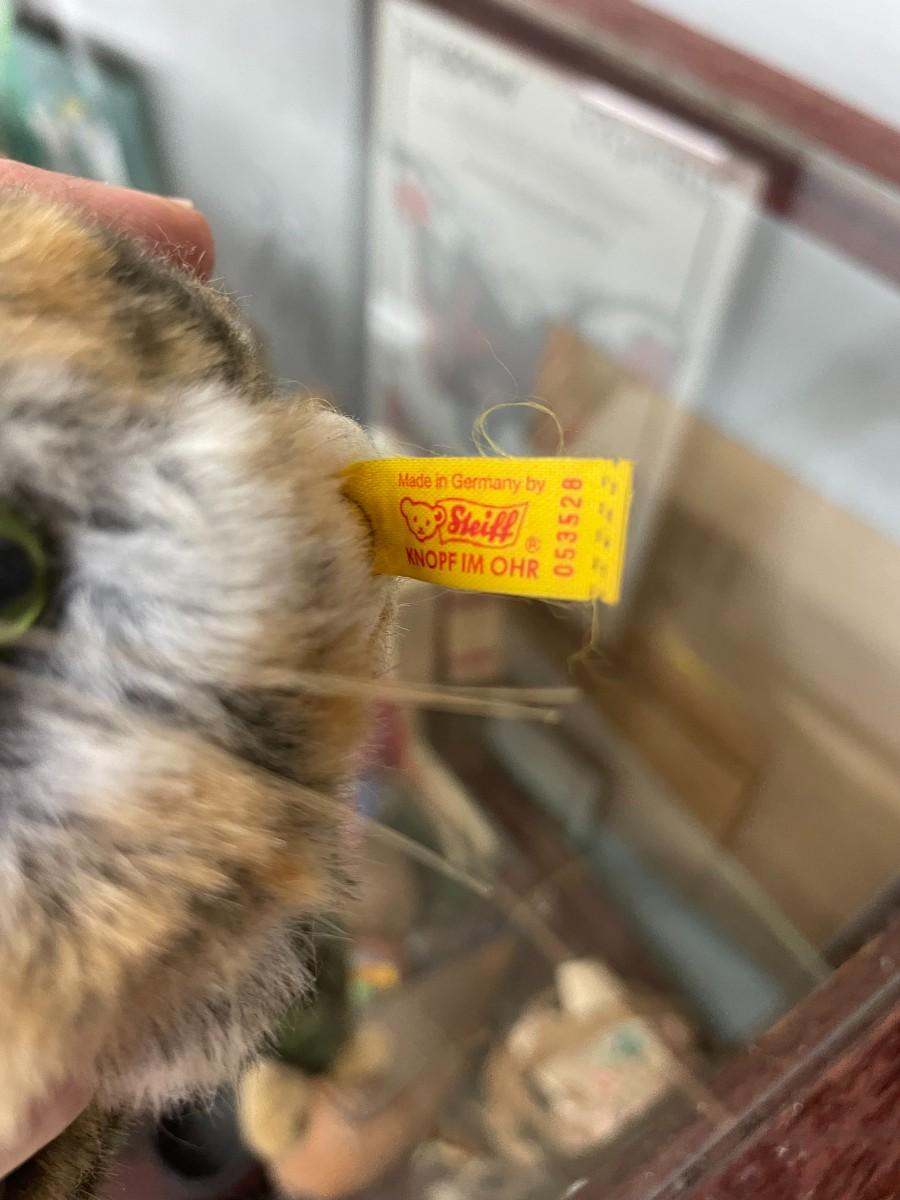 Made in Germany by
Steiff
®
KNOPF IM OHR
053528